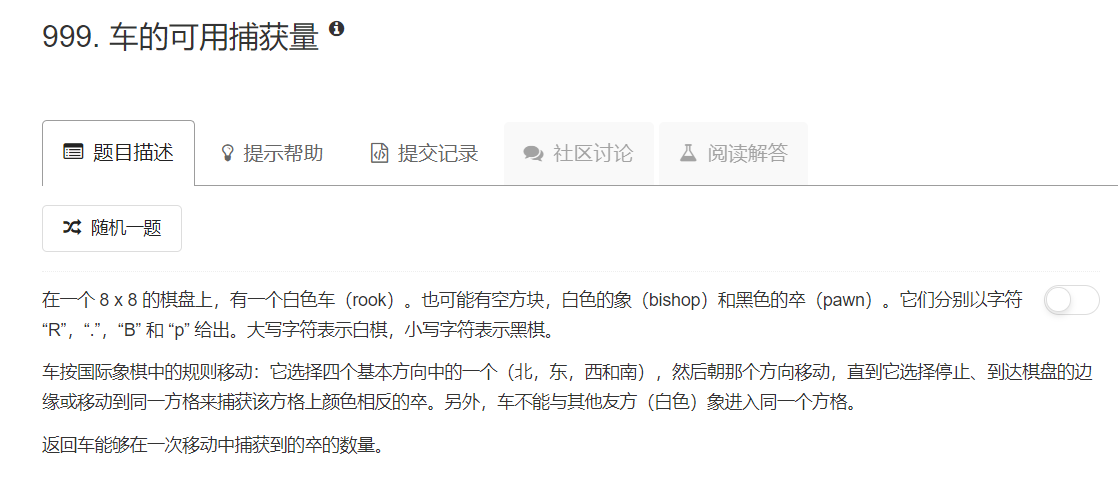 999. 车的可用捕获量
题目描述
提示帮助
提交记录
社区讨论
阅读解答
随机一题
在一个 8 x 8 的棋盘上，有一个白色车（rook）。也可能有空方块，白色的象（bishop）和黑色的卒（pawn）。它们分别以字符
“R”，“.”，“B” 和 “p” 给出。大写字符表示白棋，小写字符表示黑棋。
车按国际象棋中的规则移动：它选择四个基本方向中的一个（北，东，西和南），然后朝那个方向移动，直到它选择停止、到达棋盘的边
缘或移动到同一方格来捕获该方格上颜色相反的卒。另外，车不能与其他友方（白色）象进入同一个方格。
返回车能够在一次移动中捕获到的卒的数量。